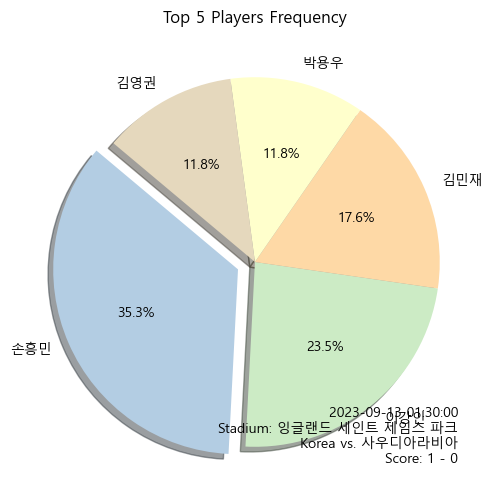 Top 5 Players Frequency
박용우
김영권
11.8%
11.8%
김민재
17.6%
35.3%
손흥민
23.5%
2023-09-13 01:30:00
Stadium: 잉글랜드 세인트 제임스 파크
Korea vs. 사우디아라비아
Score: 1 - 0